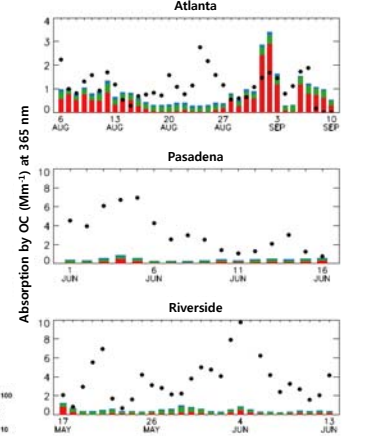 Atlanta
4
3
2
1
0
6 13 20 27 3 10
AUG AUG AUG AUG SEP SEP
Absorption by OC (Mm-1) at 365 nm
Pasadena
10
8
6
4
2
0
1 6 11 16
JUN JUN JUN JUN
Riverside
10
8
6
4
2
0
100
10
17 26 4 13
MAY MAY JUN JUN